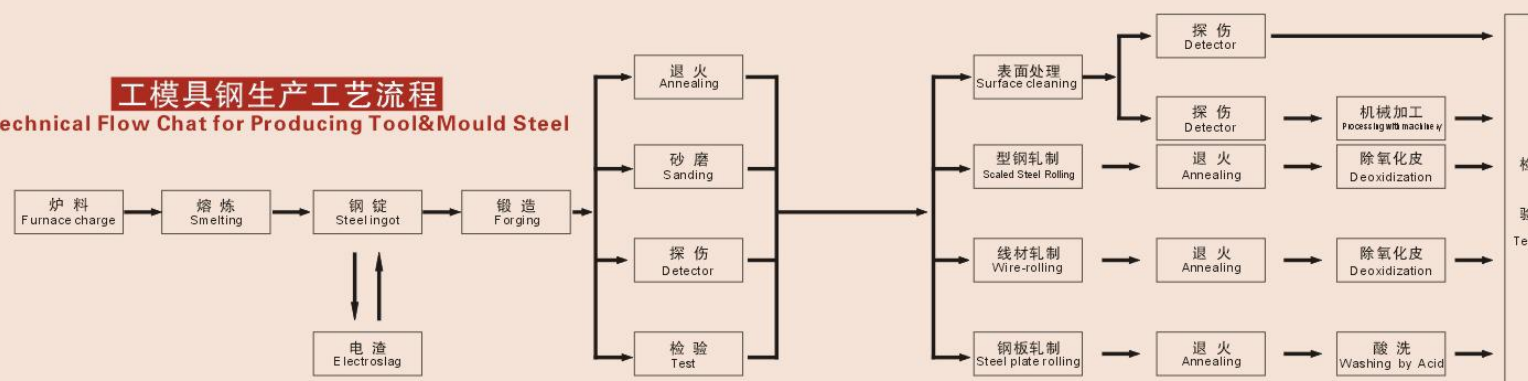 工模具钢生产工艺流程
echnical Flow Chat for Producing Tool&Mould Steel
炉 料
Furnace charge
熔 炼
Smelting
钢 锭
Steel ingot
锻 造
Forging
电 渣
Electroslag
退 火
Annealing
砂 磨
Sanding
探 伤
Detector
检 验
Test
表面处理
Surface cleaning
探 伤
Detector
探 伤
Detector
机械加工
Processing with machinery
型钢轧制
Scaled Steel Rolling
退 火
Annealing
除氧化皮
Deoxidization
线材轧制
Wire-rolling
退 火
Annealing
除氧化皮
Deoxidization
钢板轧制
Steel plate rolling
退 火
Annealing
酸 洗
Washing by Acid
Te